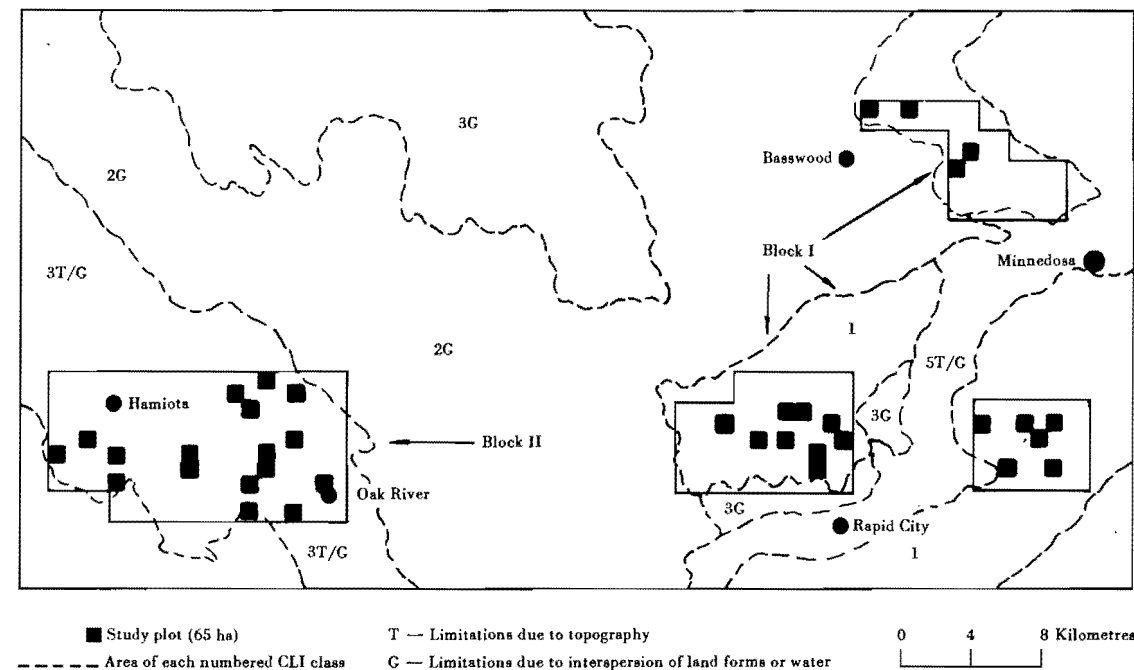 3G
Basswood
2G
Block I
Minnedosa
3T/G
1
2G
5T/G
Hamiota
3G
Block II
Oak River
3G
Rapid City
3T/G
1
Study plot (65 ha)
T — Limitations due to topography
0 4 8 Kilometres
Area of each numbered CLI class
G — Limitations due to interspersion of land forms or water